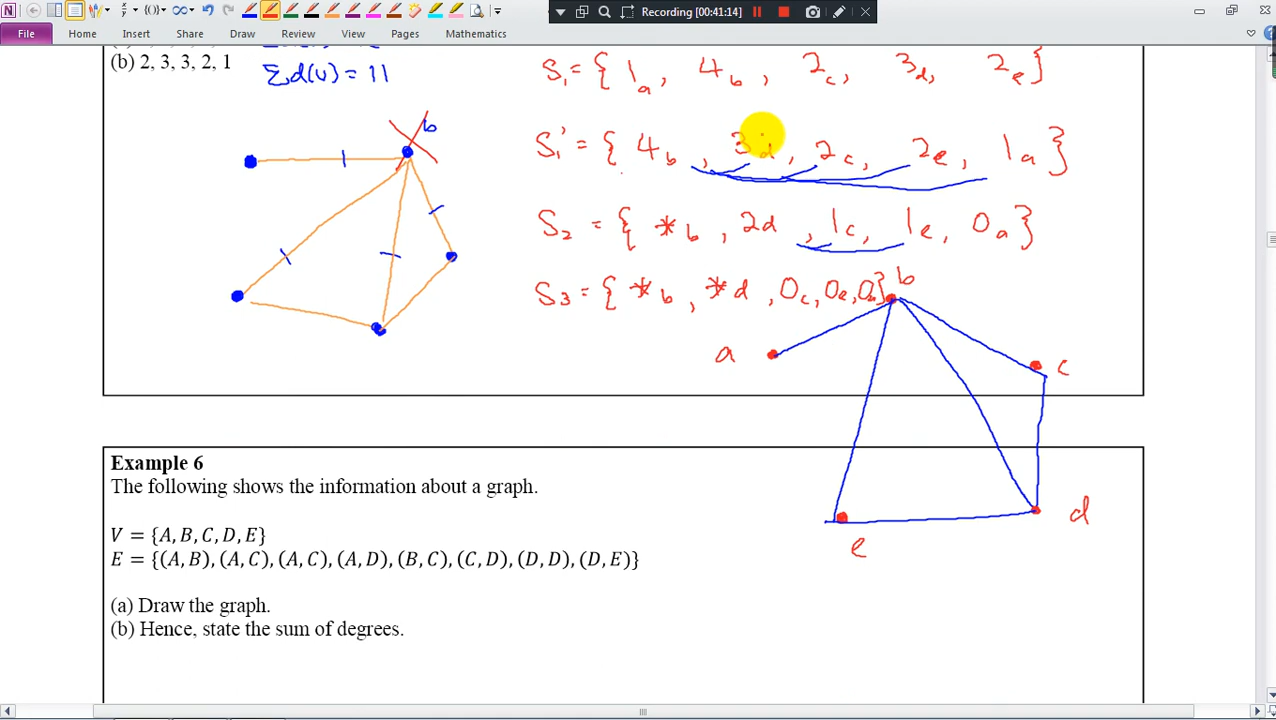 Recording [00:41:14]
File Home Insert Share Draw Review View Pages Mathematics
(b) 2, 3, 3, 2, 1
Σd(v) = 11
S₁ = { 1a, 4b, 2c, 3d, 2e }
b
S₁' = { 4b, 3d, 2c, 2e, 1a }
S₂ = { *b, 2d, 1c, 1e, 0a }
S₃ = { *b, *d, 0c, 0e, 0a }
b
a
c
d
e
Example 6
The following shows the information about a graph.
V = {A, B, C, D, E}
E = {(A, B), (A, C), (A, C), (A, D), (B, C), (C, D), (D, D), (D, E)}
(a) Draw the graph.
(b) Hence, state the sum of degrees.